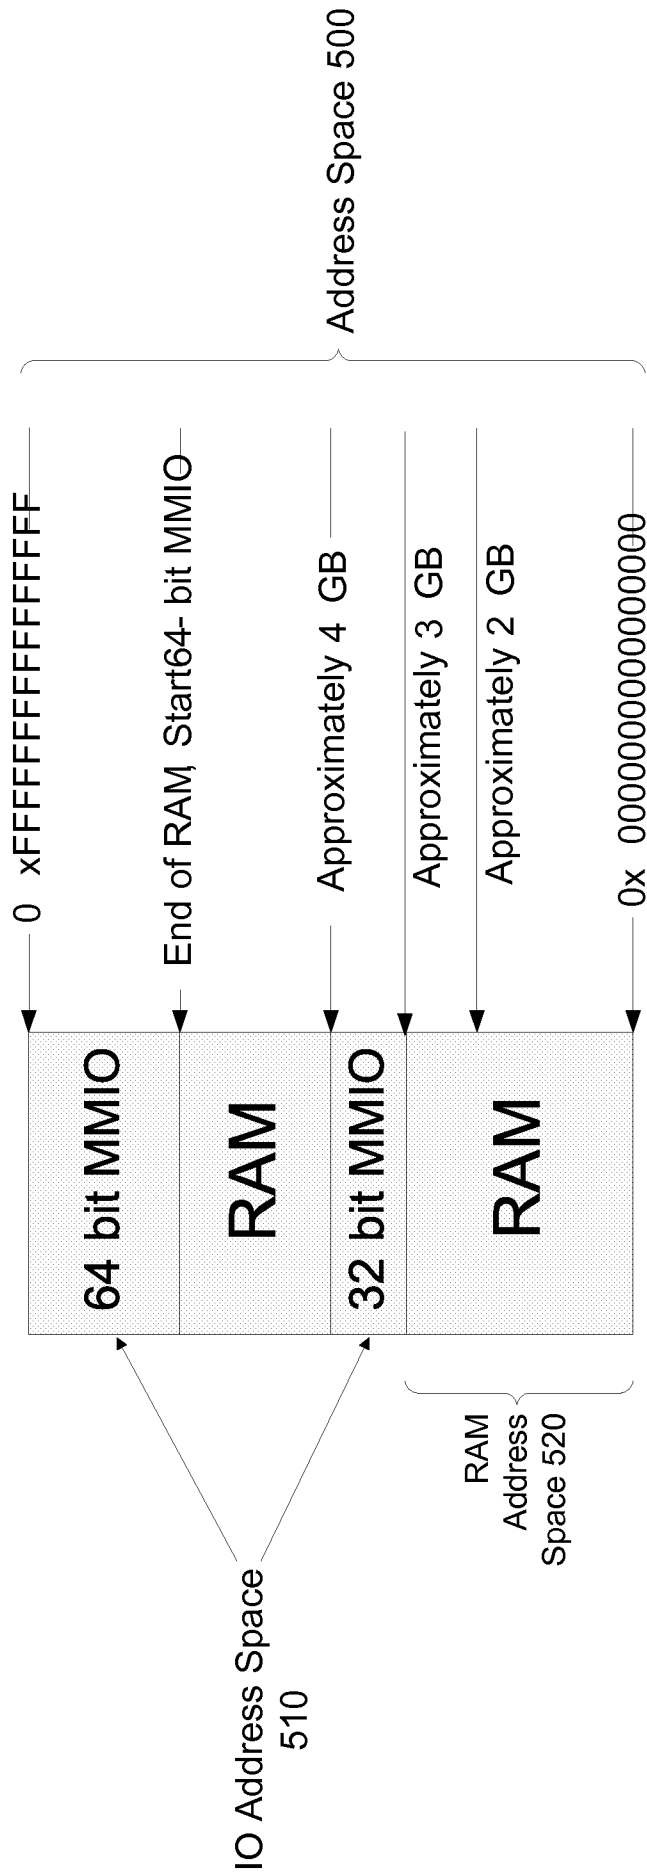 0 xFFFFFFFFFFFFFFFF
64 bit MMIO
End of RAM, Start64- bit MMIO
RAM
IO Address Space
510
Approximately 4 GB
32 bit MMIO
Address Space 500
Approximately 3 GB
Approximately 2 GB
RAM
RAM
Address
Space 520
0x 0000000000000000